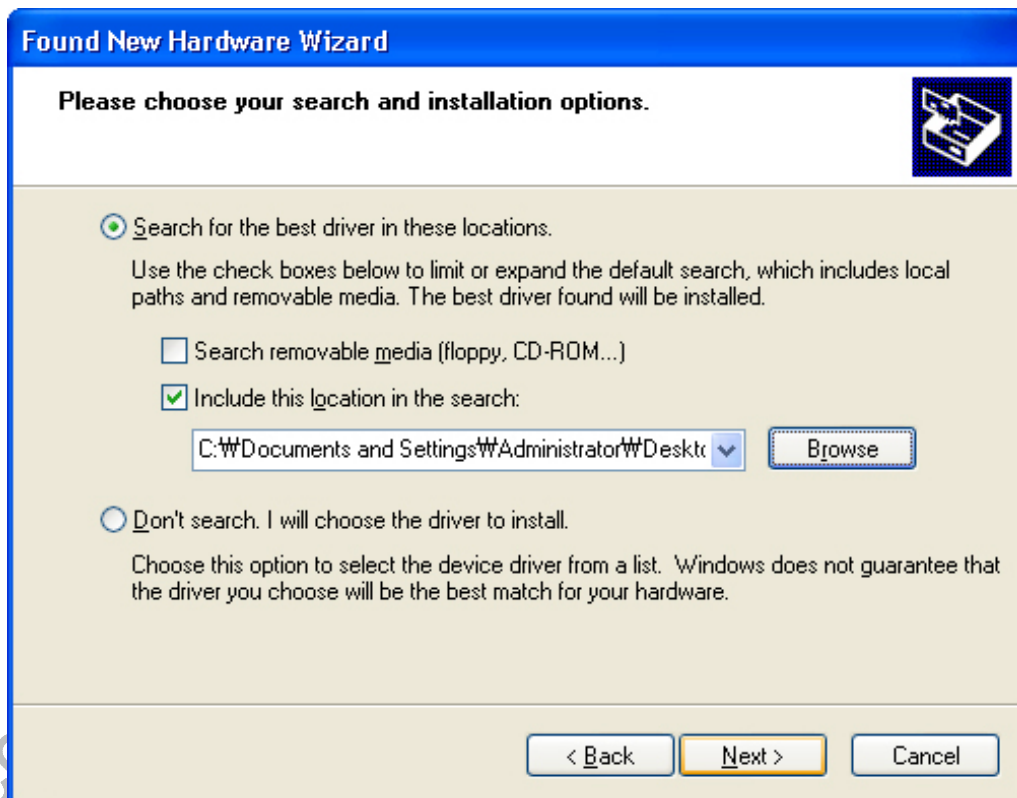 Found New Hardware Wizard
Please choose your search and installation options.
Search for the best driver in these locations.
Use the check boxes below to limit or expand the default search, which includes local
paths and removable media. The best driver found will be installed.
Search removable media (floppy, CD-ROM...)
Include this location in the search:
C:₩Documents and Settings₩Administrator₩Deskto
Browse
Don't search. I will choose the driver to install.
Choose this option to select the device driver from a list. Windows does not guarantee that
the driver you choose will be the best match for your hardware.
< Back
Next >
Cancel